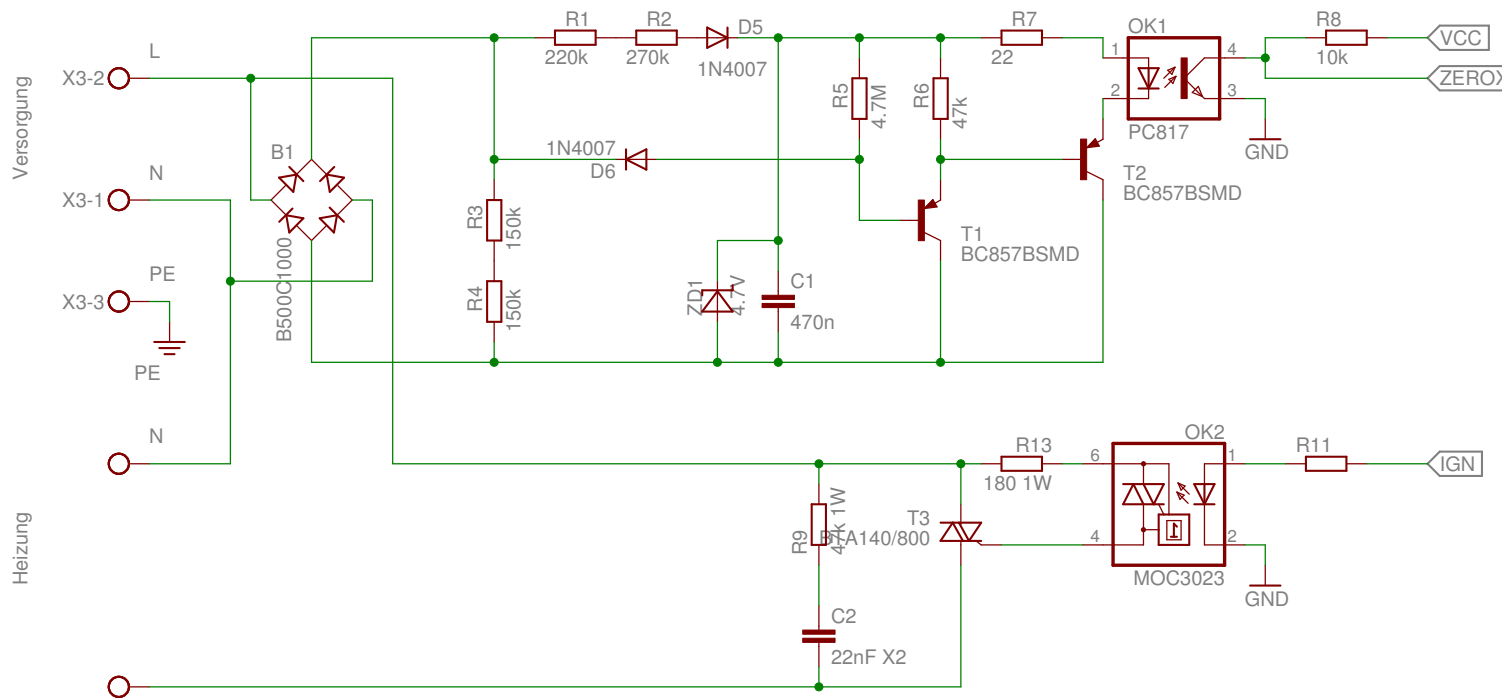 Versorgung
X3-2
L
X3-1
N
X3-3
PE
PE
N
Heizung
B1
B500C1000
R1
220k
R2
270k
D5
1N4007
1N4007
D6
R3
150k
R4
150k
ZD1
4.7V
C1
470n
R5
4.7M
R6
47k
R7
22
T1
BC857BSMD
T2
BC857BSMD
OK1
1
2
4
3
PC817
R8
10k
VCC
ZEROX
GND
R9
47k 1W
C2
22nF X2
T3
BTA140/800
R13
180 1W
OK2
6
4
1
2
MOC3023
R11
IGN
GND